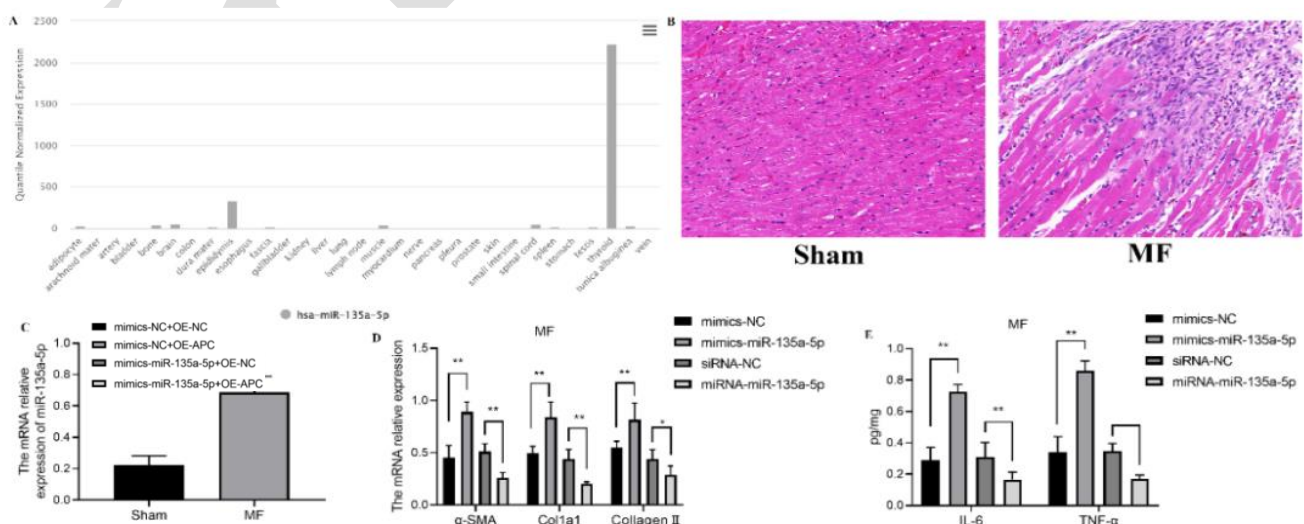 A
2500
2000
1500
1000
500
0
Quantile Normalized Expression
adipocyte
arachnoid mater
artery
bladder
bone
brain
colon
dura mater
epididymis
esophagus
fascia
gallbladder
kidney
liver
lung
lymph node
muscle
myocardium
nerve
pancreas
pleura
prostate
skin
small intestine
spinal cord
spleen
stomach
testis
thyroid
tunica albuginea
vein
hsa-miR-135a-5p
B
Sham
MF
C
mimics-NC+OE-NC
mimics-NC+OE-APC
mimics-miR-135a-5p+OE-NC
mimics-miR-135a-5p+OE-APC
**
The mRNA relative
expression of miR-135a-5p
1.0
0.8
0.6
0.4
0.2
0.0
Sham
MF
D
MF
mimics-NC
mimics-miR-135a-5p
siRNA-NC
miRNA-miR-135a-5p
The mRNA relative expression
1.5
1.0
0.5
0.0
** ** ** ** ** *
α-SMA
Col1a1
Collagen Ⅱ
E
MF
mimics-NC
mimics-miR-135a-5p
siRNA-NC
miRNA-miR-135a-5p
pg/mg
1.0
0.8
0.6
0.4
0.2
0.0
** ** **
IL-6
TNF-α